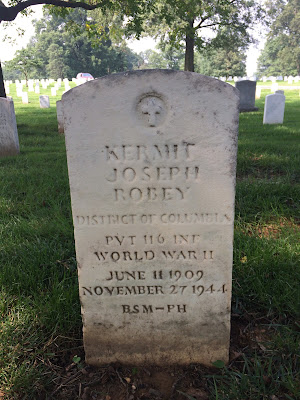 KERMIT
JOSEPH
ROBEY
DISTRICT OF COLUMBIA
PVT 116 INF
WORLD WAR II
JUNE 11 1909
NOVEMBER 27 1944
BSM-PH